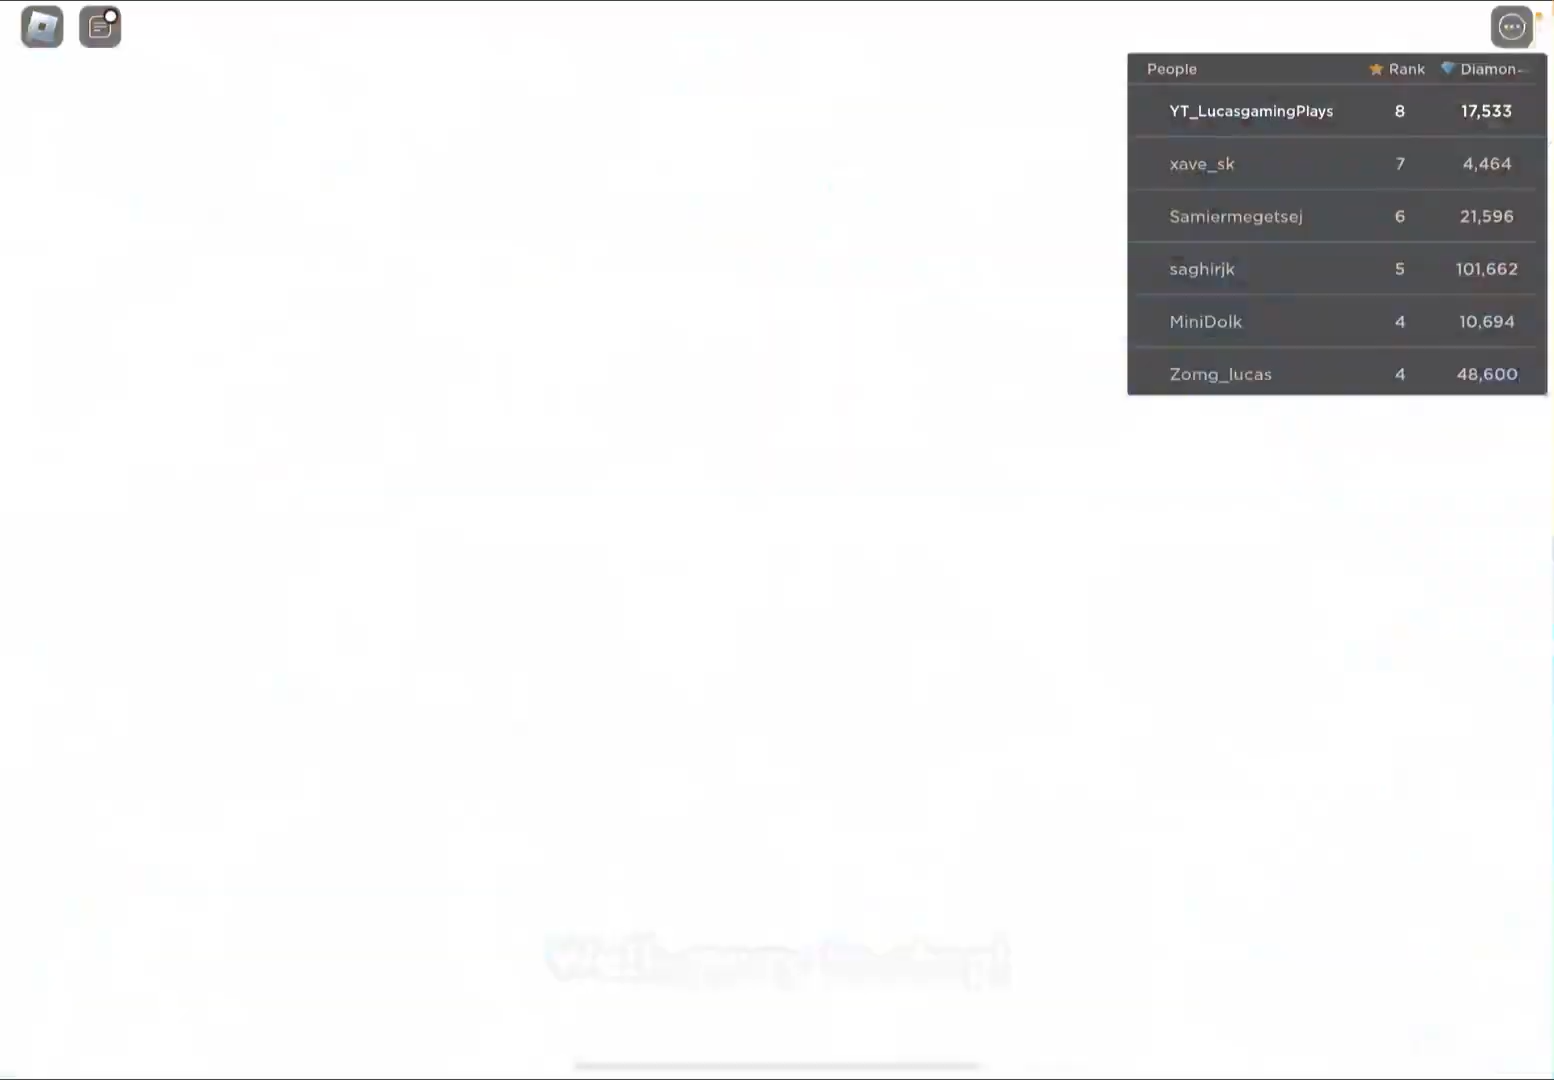 People Rank Diamon-
YT_LucasgamingPlays 8 17,533
xave_sk 7 4,464
Samiermegetsej 6 21,596
saghirjk 5 101,662
MiniDolk 4 10,694
Zomg_lucas 4 48,600